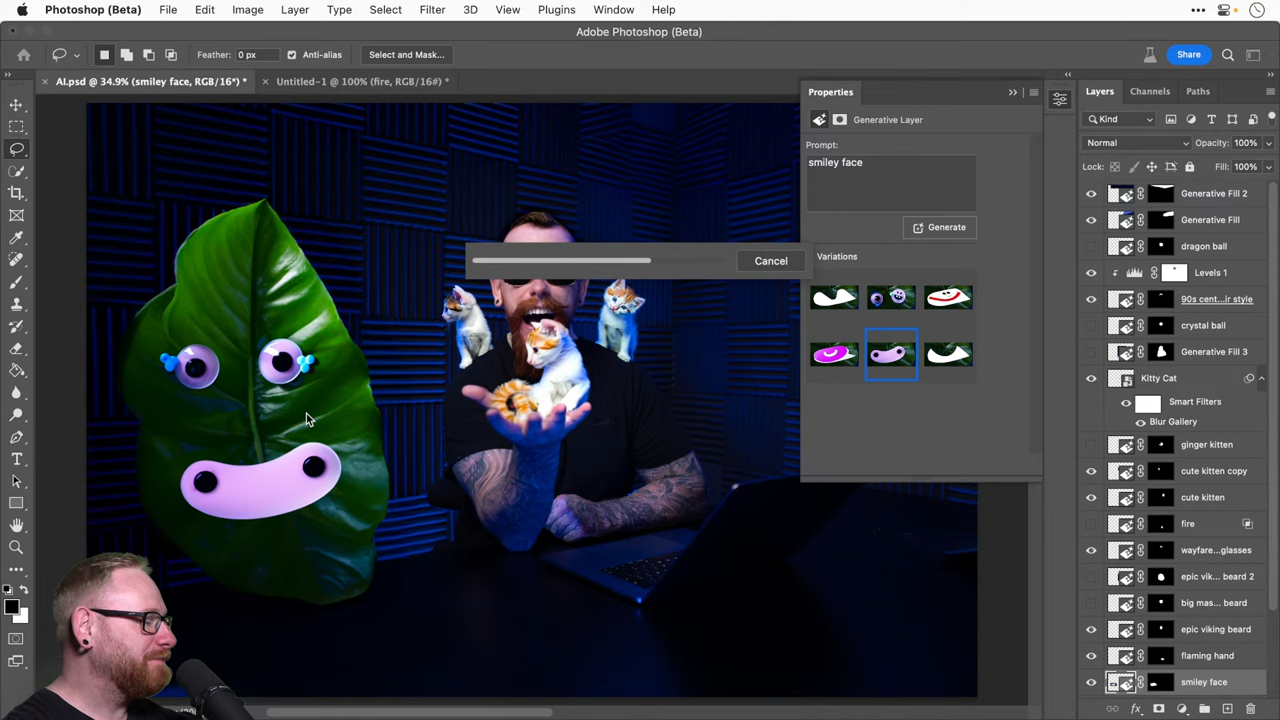 Photoshop (Beta) File Edit Image Layer Type Select Filter 3D View Plugins Window Help
Adobe Photoshop (Beta)
Feather: 0 px Anti-alias Select and Mask... Share
AI.psd @ 34.9% (smiley face, RGB/16*) * Untitled-1 @ 100% (fire, RGB/16#) *
Properties
Generative Layer
Prompt:
smiley face
Generate
Variations
Cancel
Layers Channels Paths
Kind
Normal Opacity: 100%
Lock: Fill: 100%
Generative Fill 2
Generative Fill
dragon ball
Levels 1
90s cent...ir style
crystal ball
Generative Fill 3
Kitty Cat
Smart Filters
Blur Gallery
ginger kitten
cute kitten copy
cute kitten
fire
wayfare...glasses
epic vik... beard 2
big mas... beard
epic viking beard
flaming hand
smiley face